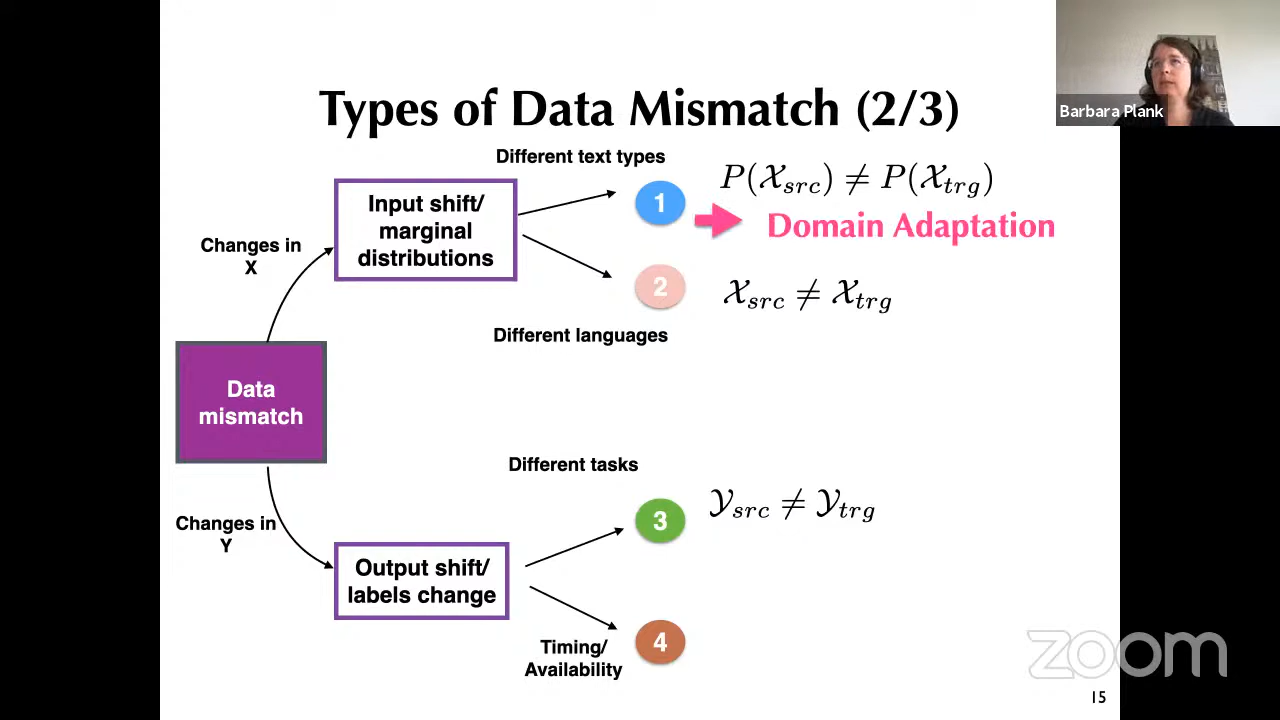 Types of Data Mismatch (2/3)
Barbara Plank
Different text types
Input shift/
marginal
distributions
1
P(𝒳src) ≠ P(𝒳trg)
Domain Adaptation
Changes in
X
2
𝒳src ≠ 𝒳trg
Different languages
Data
mismatch
Different tasks
3
𝒴src ≠ 𝒴trg
Changes in
Y
Output shift/
labels change
4
Timing/
Availability
zoom
15